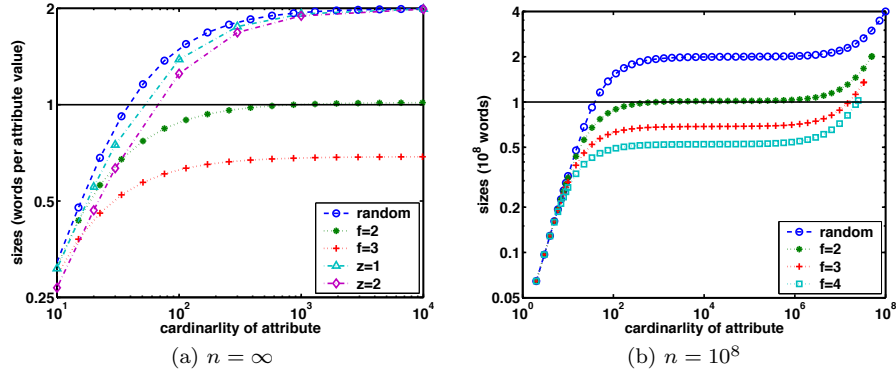 2
1
0.5
0.25
sizes (words per attribute value)
random
f=2
f=3
z=1
z=2
10^1
10^2
10^3
10^4
cardinarlity of attribute
(a) n = ∞
4
2
1
0.5
0.2
0.1
0.05
sizes (10^8 words)
random
f=2
f=3
f=4
10^0
10^2
10^4
10^6
10^8
cardinarlity of attribute
(b) n = 10^8